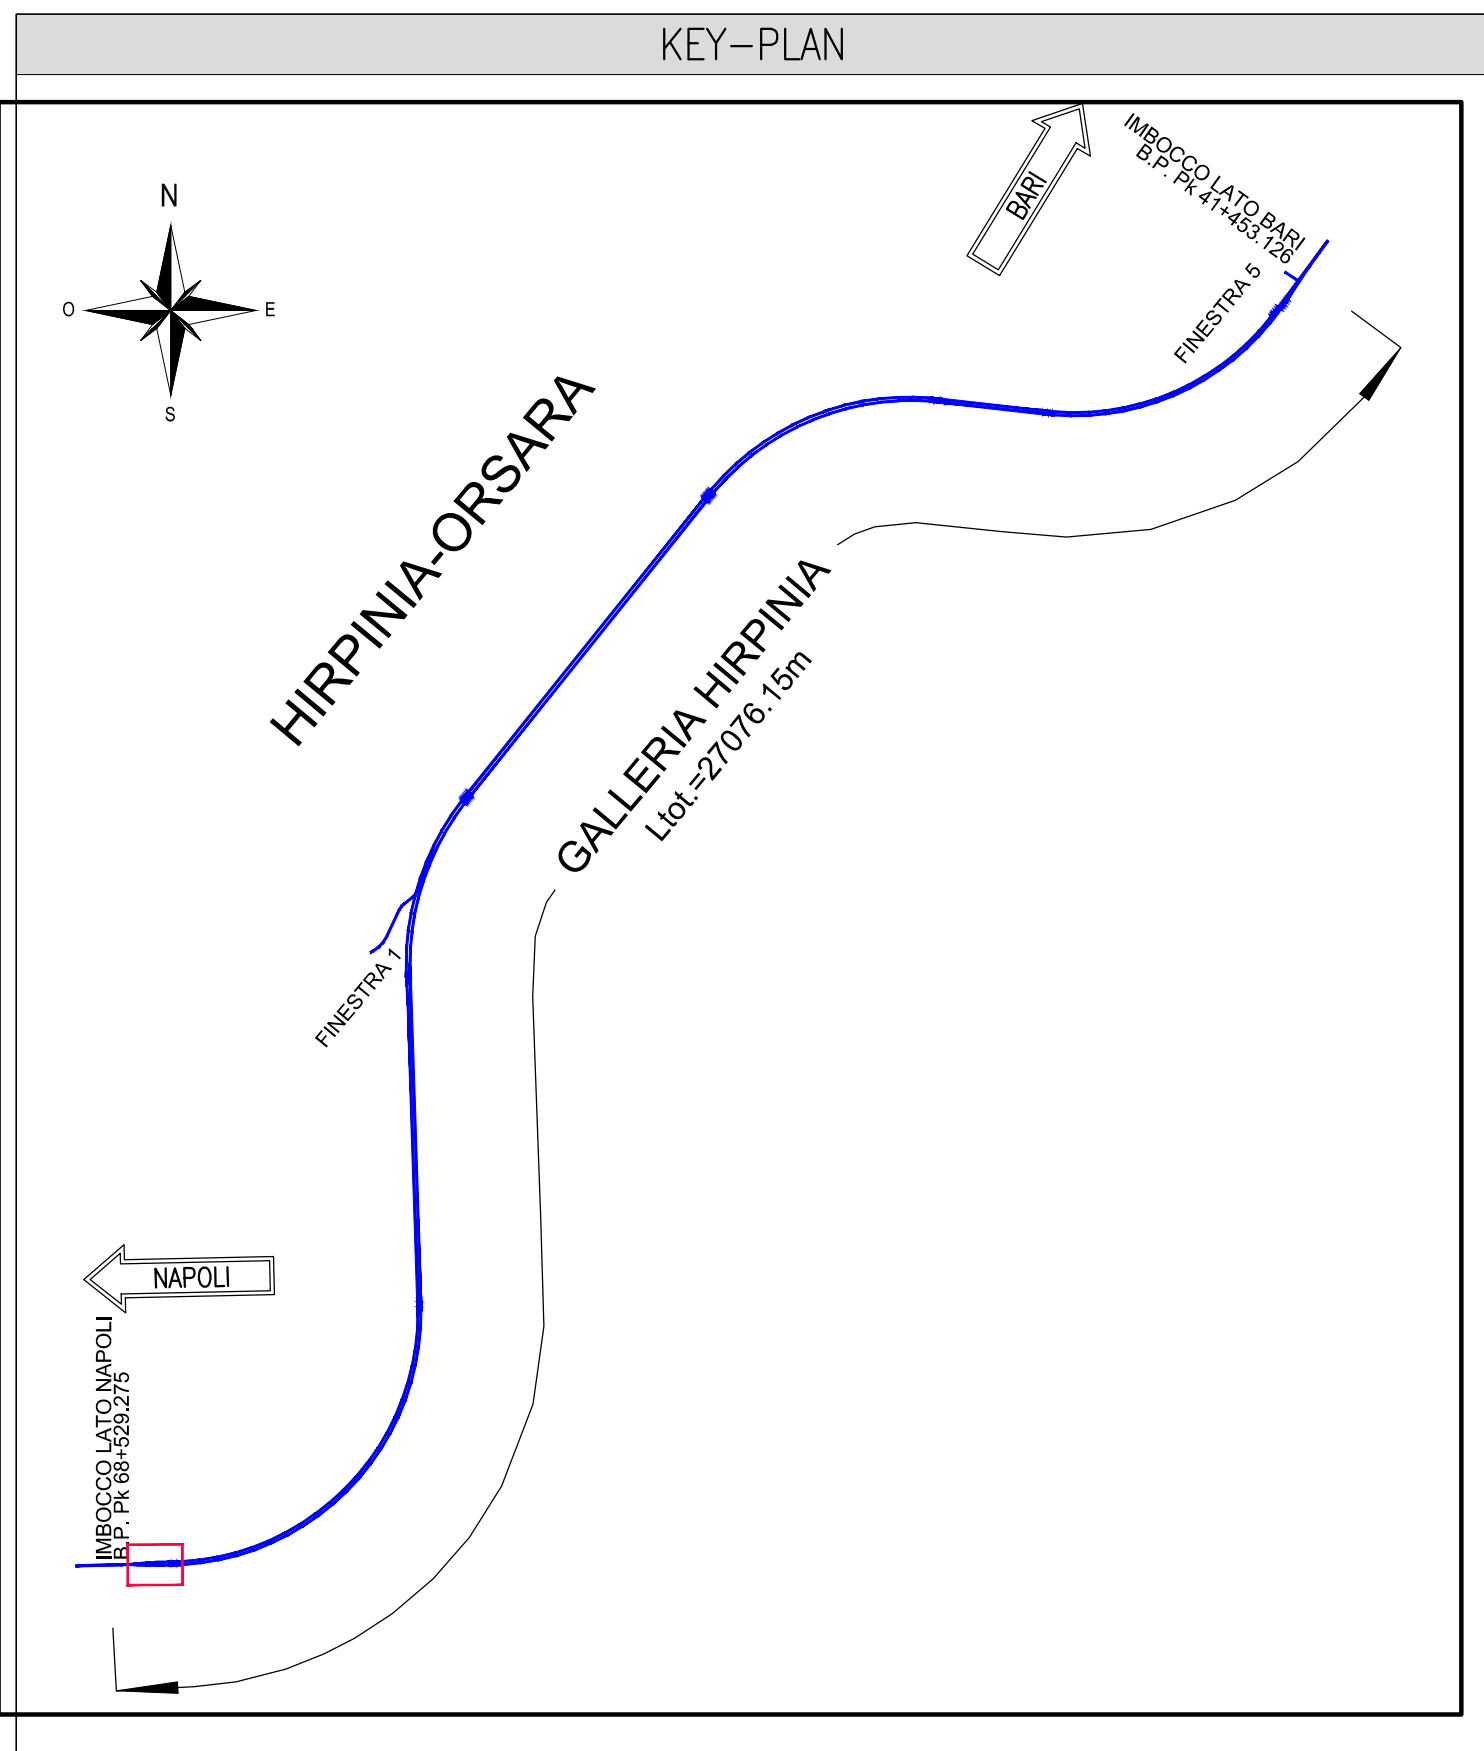 KEY-PLAN
BARI
IMBOCCO LATO BARI
B.P. Pk 41+453.126
N
O
E
S
FINESTRA 5
HIRPINIA-ORSARA
GALLERIA HIRPINIA
Ltot.=27076.15m
FINESTRA 1
NAPOLI
IMBOCCO LATO NAPOLI
B.P. Pk 68+529.275